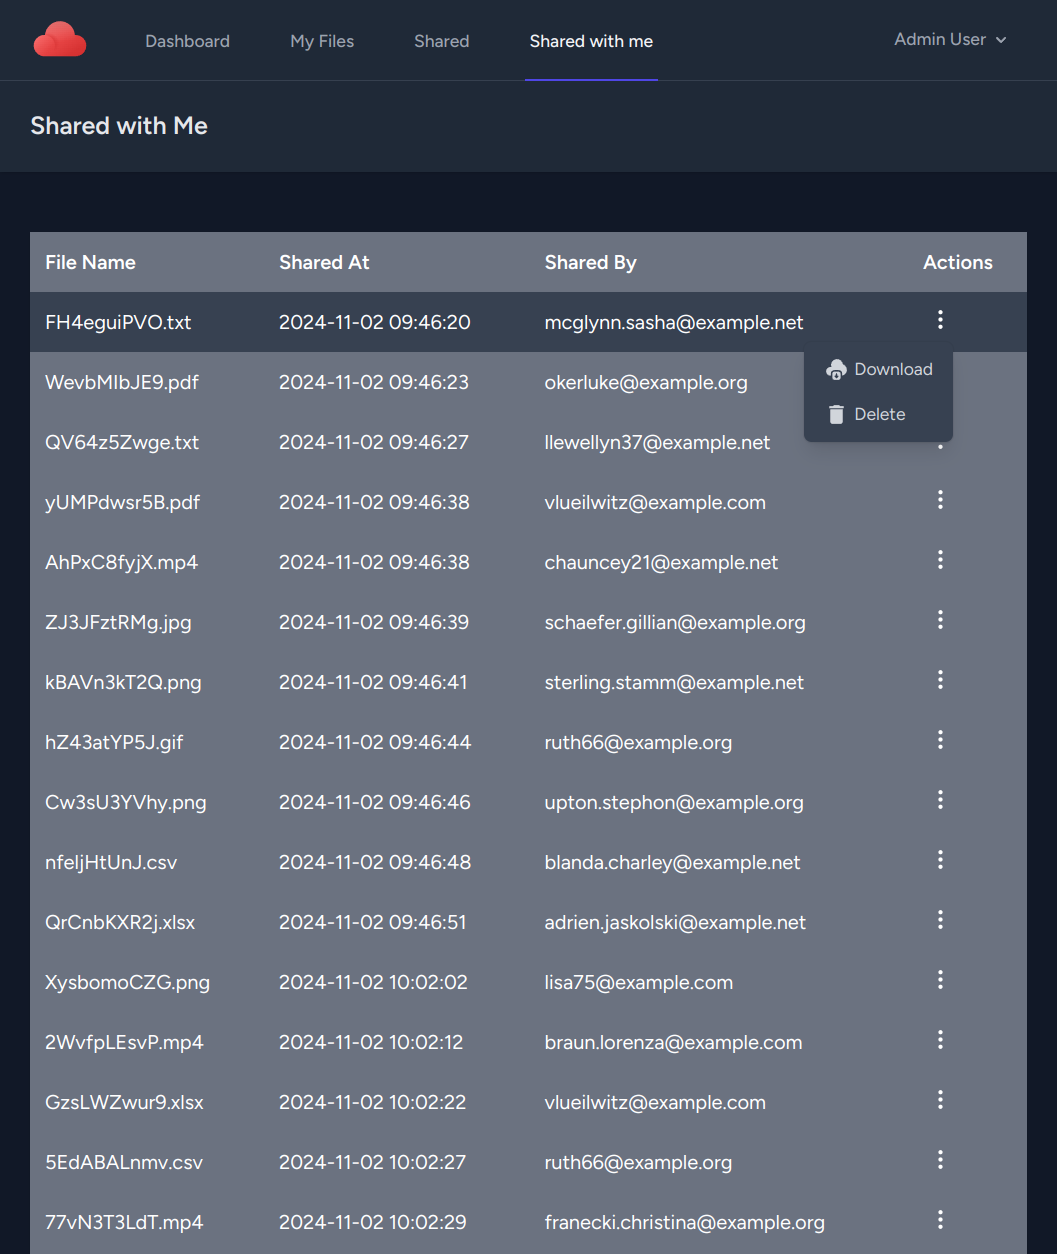 Dashboard My Files Shared Shared with me Admin User
Shared with Me
File Name Shared At Shared By Actions
FH4eguiPVO.txt 2024-11-02 09:46:20 mcglynn.sasha@example.net
WevbMIbJE9.pdf 2024-11-02 09:46:23 okerluke@example.org
Download
Delete
QV64z5Zwge.txt 2024-11-02 09:46:27 llewellyn37@example.net
yUMPdwsr5B.pdf 2024-11-02 09:46:38 vlueilwitz@example.com
AhPxC8fyjX.mp4 2024-11-02 09:46:38 chauncey21@example.net
ZJ3JFztRMg.jpg 2024-11-02 09:46:39 schaefer.gillian@example.org
kBAVn3kT2Q.png 2024-11-02 09:46:41 sterling.stamm@example.net
hZ43atYP5J.gif 2024-11-02 09:46:44 ruth66@example.org
Cw3sU3YVhy.png 2024-11-02 09:46:46 upton.stephon@example.org
nfeljHtUnJ.csv 2024-11-02 09:46:48 blanda.charley@example.net
QrCnbKXR2j.xlsx 2024-11-02 09:46:51 adrien.jaskolski@example.net
XysbomoCZG.png 2024-11-02 10:02:02 lisa75@example.com
2WvfpLEsvP.mp4 2024-11-02 10:02:12 braun.lorenza@example.com
GzsLWZwur9.xlsx 2024-11-02 10:02:22 vlueilwitz@example.com
5EdABALnmv.csv 2024-11-02 10:02:27 ruth66@example.org
77vN3T3LdT.mp4 2024-11-02 10:02:29 franecki.christina@example.org